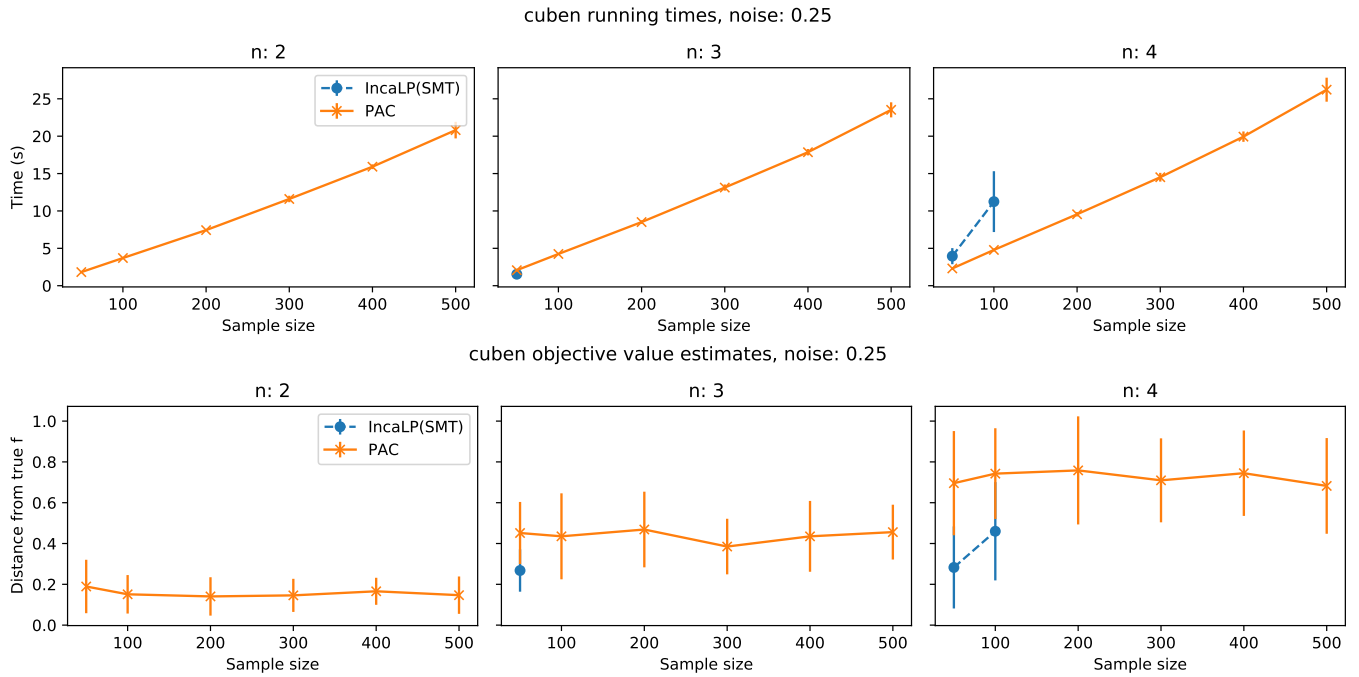 cuben running times, noise: 0.25
n: 2
n: 3
n: 4
IncaLP(SMT)
PAC
Time (s)
25
20
15
10
5
0
100 200 300 400 500
100 200 300 400 500
100 200 300 400 500
Sample size
Sample size
Sample size
cuben objective value estimates, noise: 0.25
n: 2
n: 3
n: 4
IncaLP(SMT)
PAC
Distance from true f
1.0
0.8
0.6
0.4
0.2
0.0
100 200 300 400 500
100 200 300 400 500
100 200 300 400 500
Sample size
Sample size
Sample size